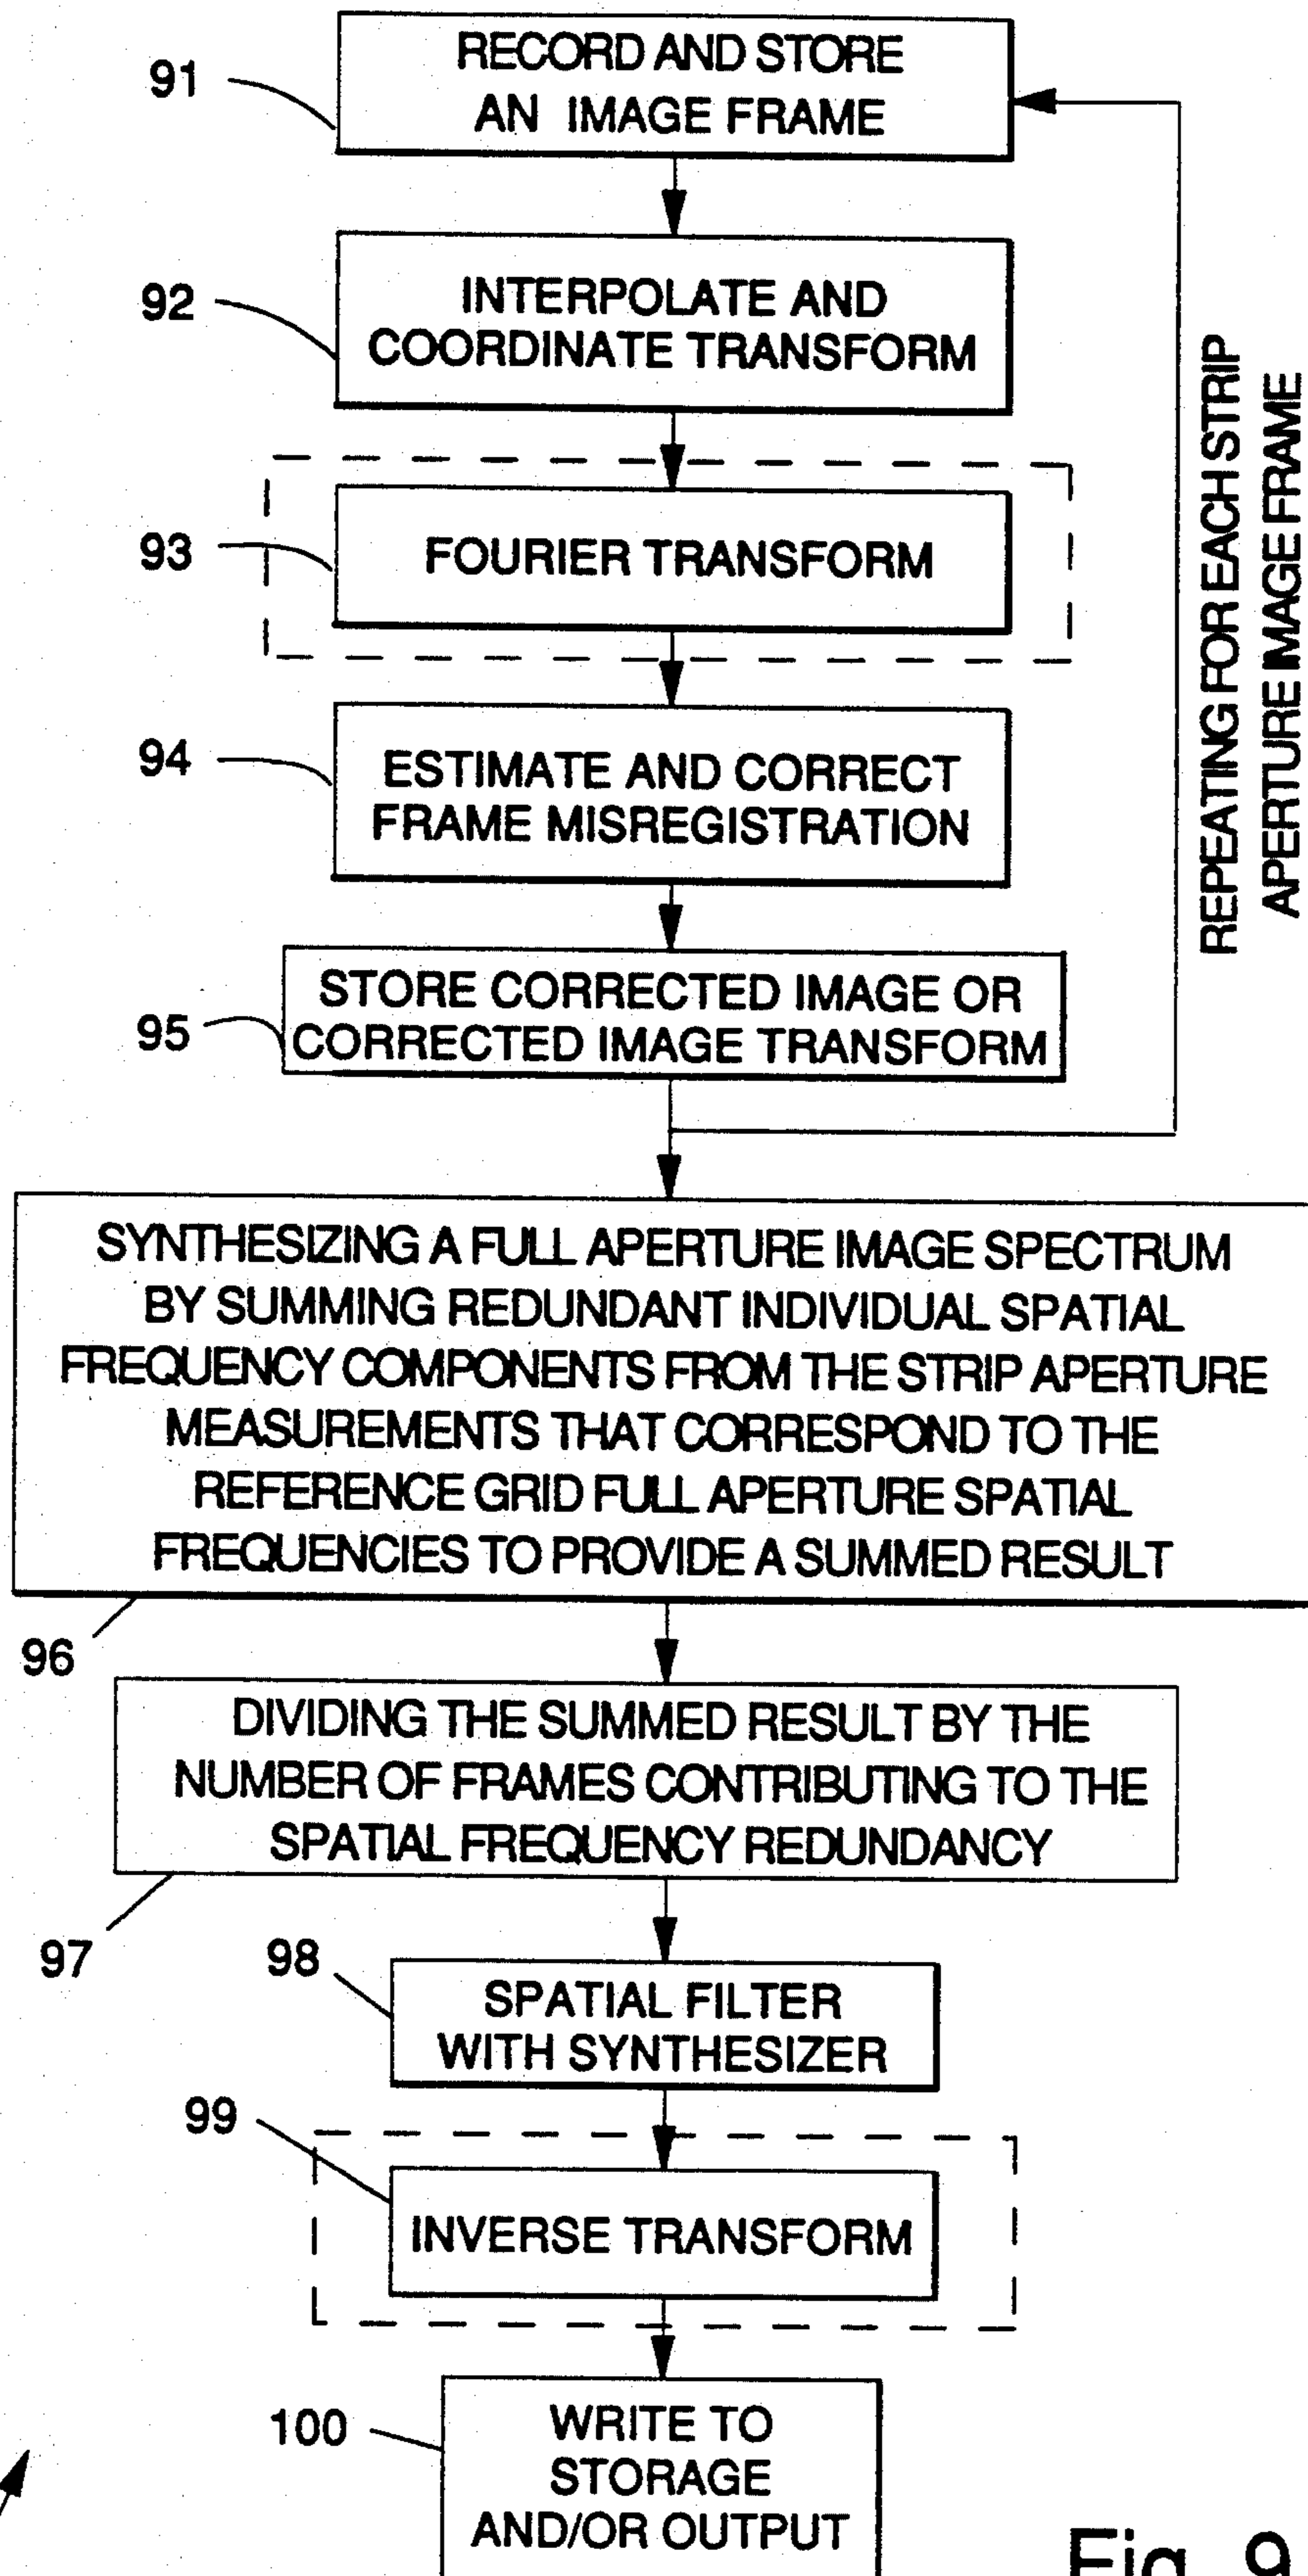 91
RECORD AND STORE
AN IMAGE FRAME
92
INTERPOLATE AND
COORDINATE TRANSFORM
93
FOURIER TRANSFORM
94
ESTIMATE AND CORRECT
FRAME MISREGISTRATION
95
STORE CORRECTED IMAGE OR
CORRECTED IMAGE TRANSFORM
REPEATING FOR EACH STRIP
APERTURE IMAGE FRAME
SYNTHESIZING A FULL APERTURE IMAGE SPECTRUM
BY SUMMING REDUNDANT INDIVIDUAL SPATIAL
FREQUENCY COMPONENTS FROM THE STRIP APERTURE
MEASUREMENTS THAT CORRESPOND TO THE
REFERENCE GRID FULL APERTURE SPATIAL
FREQUENCIES TO PROVIDE A SUMMED RESULT
96
DIVIDING THE SUMMED RESULT BY THE
NUMBER OF FRAMES CONTRIBUTING TO THE
SPATIAL FREQUENCY REDUNDANCY
97
98
SPATIAL FILTER
WITH SYNTHESIZER
99
INVERSE TRANSFORM
100
WRITE TO
STORAGE
AND/OR OUTPUT
Fig. 9